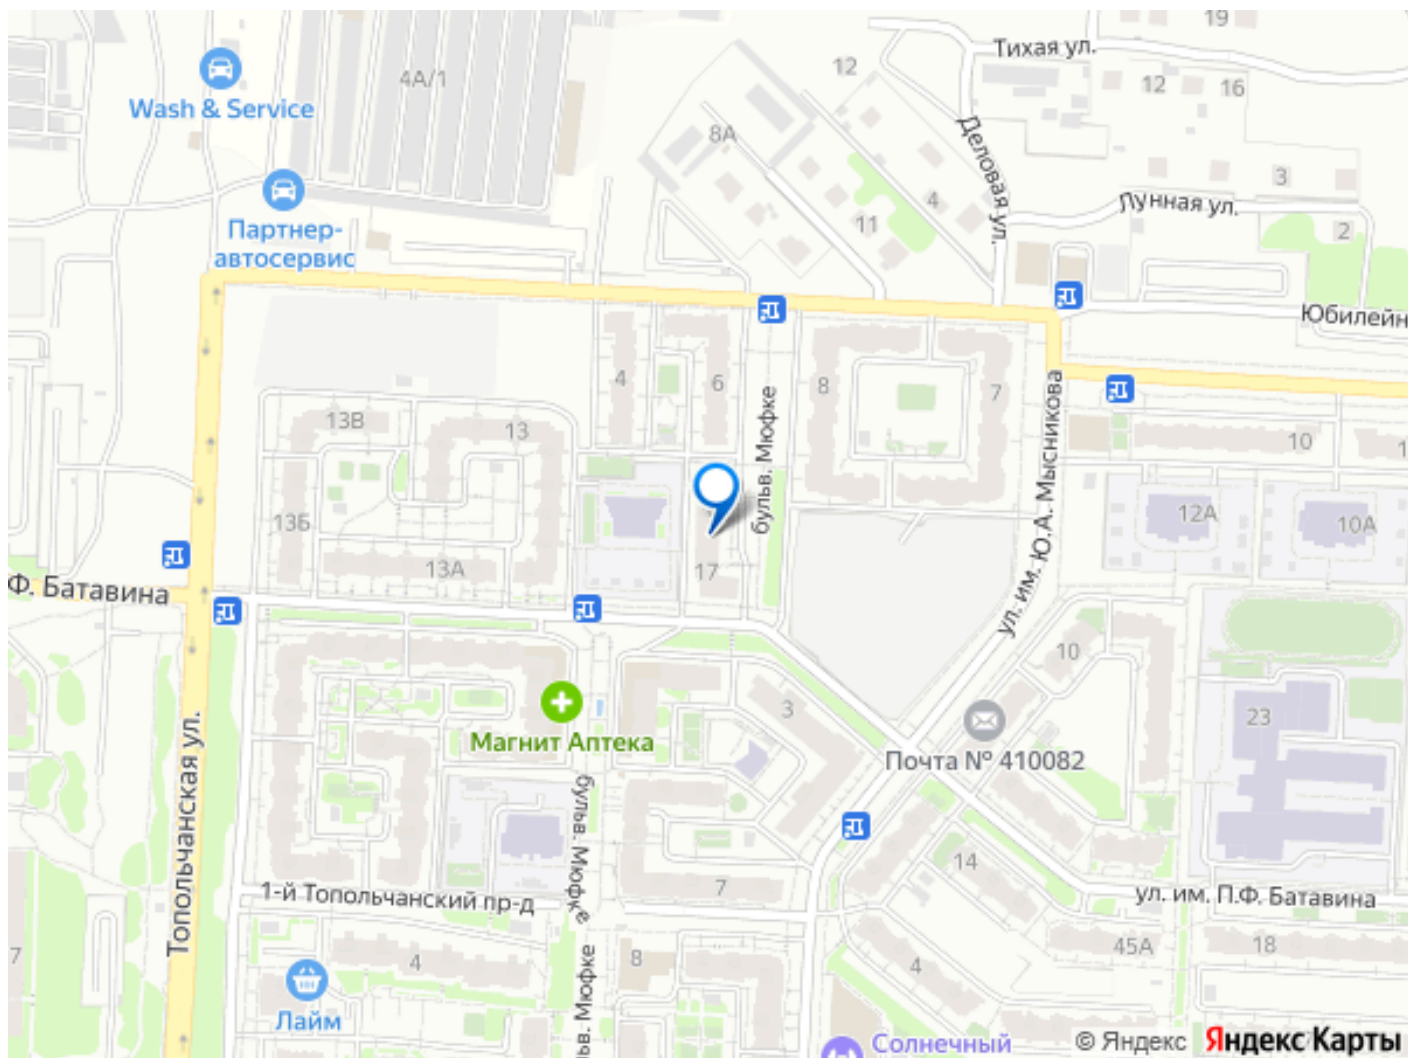 19
Тихая ул.
12
4А/1
12
16
Wash & Service
8А
Деловая ул.
3
4
Лунная ул.
11
2
Партнер-
автосервис
Юбилейн
4
6
8
7
бульв. Мюфке
ул. им. Ю.А. Мысникова
13В
13
10
1
12А
10А
13Б
13А
17
Ф. Батавина
10
3
23
Магнит Аптека
Почта № 410082
Топольчанская ул.
бульв. Мюфке
14
7
1-й Топольчанский пр-д
ул. им. П.Ф. Батавина
7
4
8
4
45А
18
льв. Мюфке
Лайм
Солнечный
© Яндекс Яндекс Карты